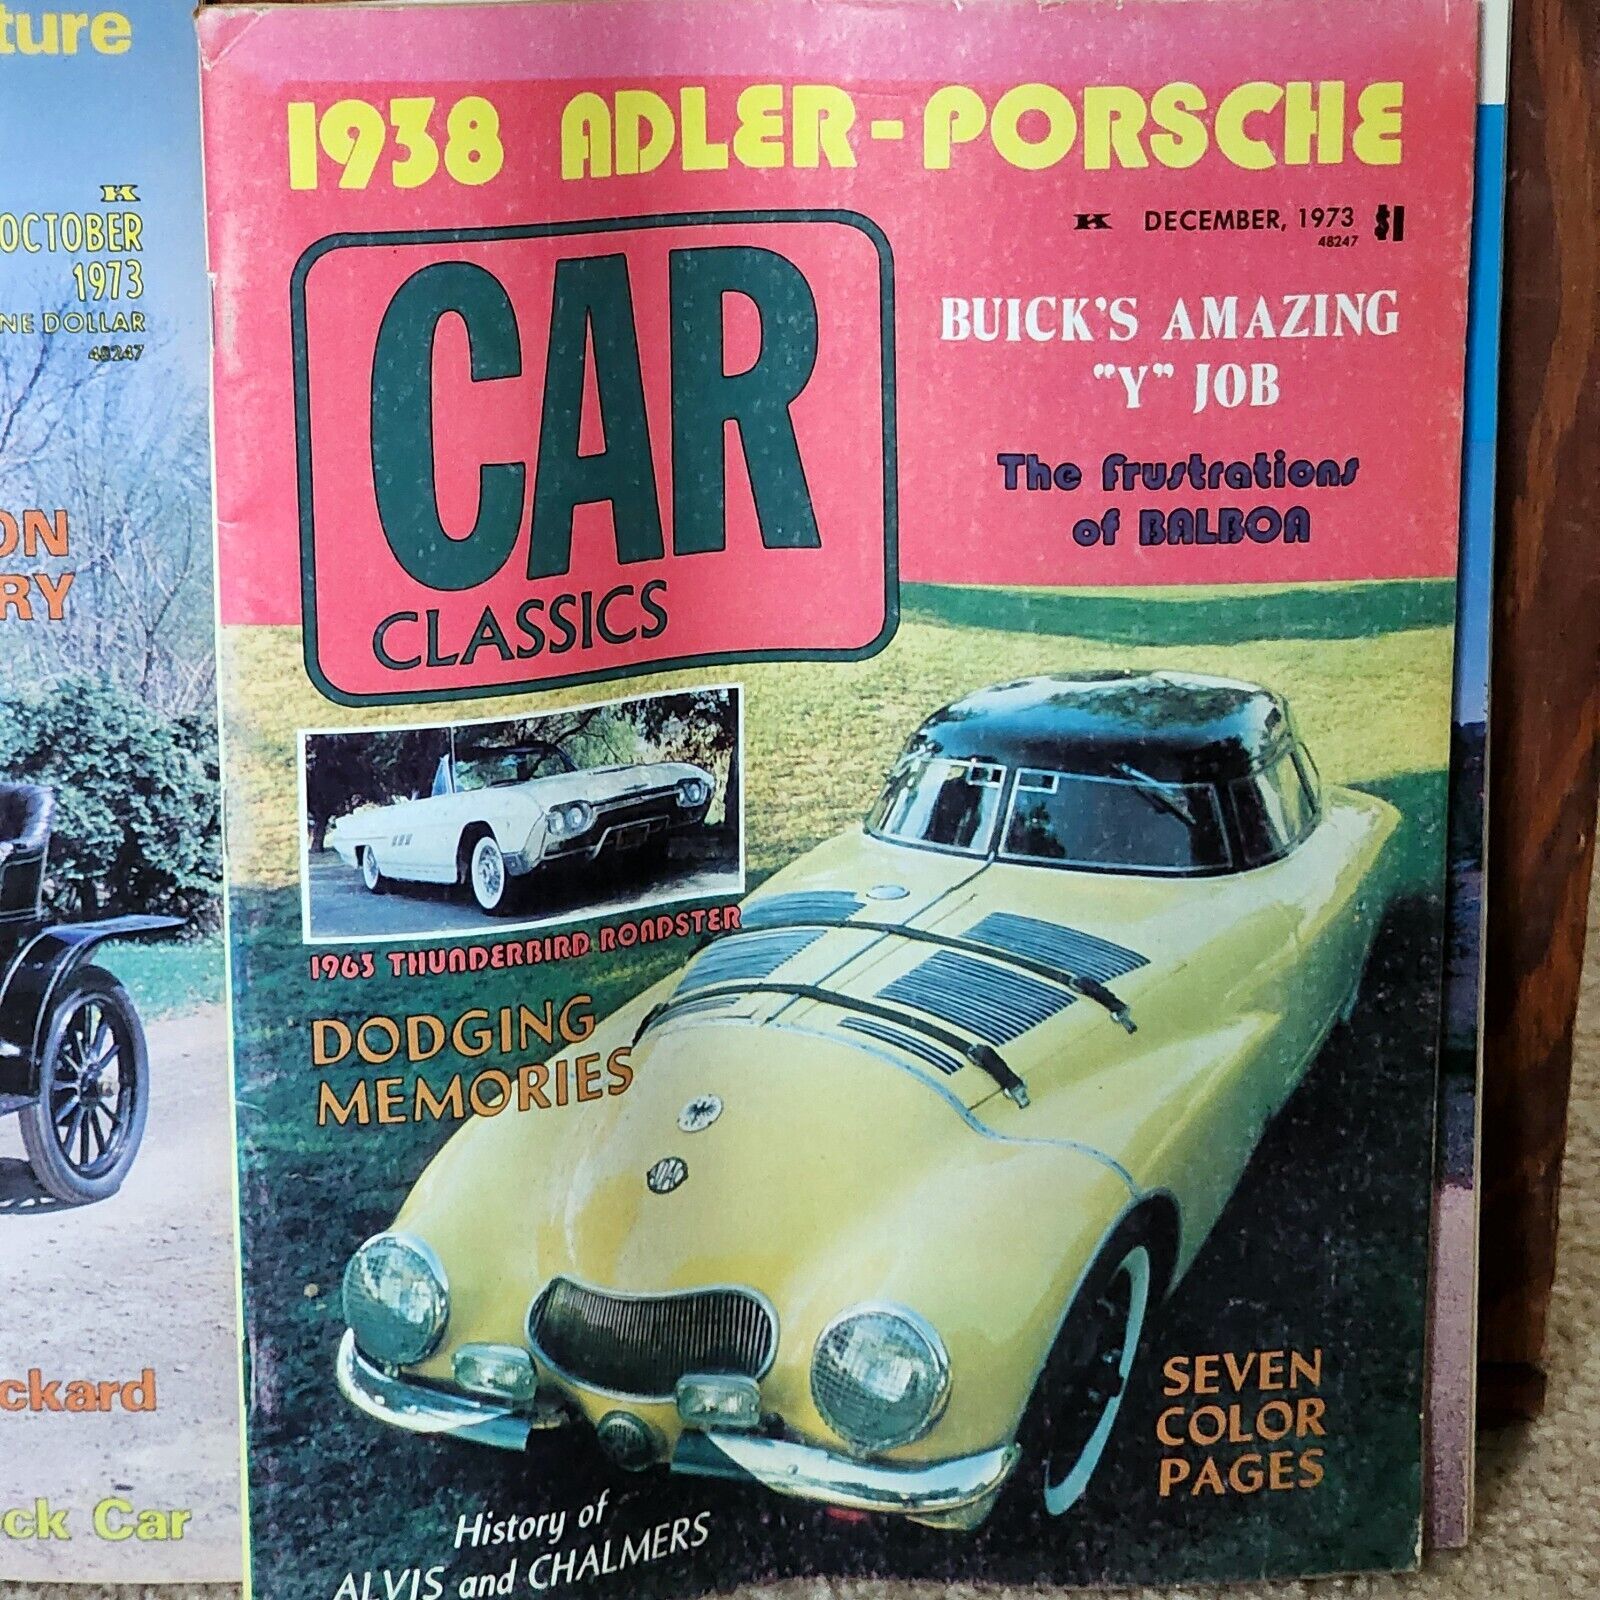 ture
OCTOBER
1973
NE DOLLAR
48247
ON
RY
ckard
ck Car
1938 ADLER-PORSCHE
K DECEMBER, 1973 $1
48247
CAR
CLASSICS
BUICK'S AMAZING
"Y" JOB
The Frustrations
of BALBOA
1963 THUNDERBIRD ROADSTER
DODGING
MEMORIES
SEVEN
COLOR
PAGES
History of
ALVIS and CHALMERS